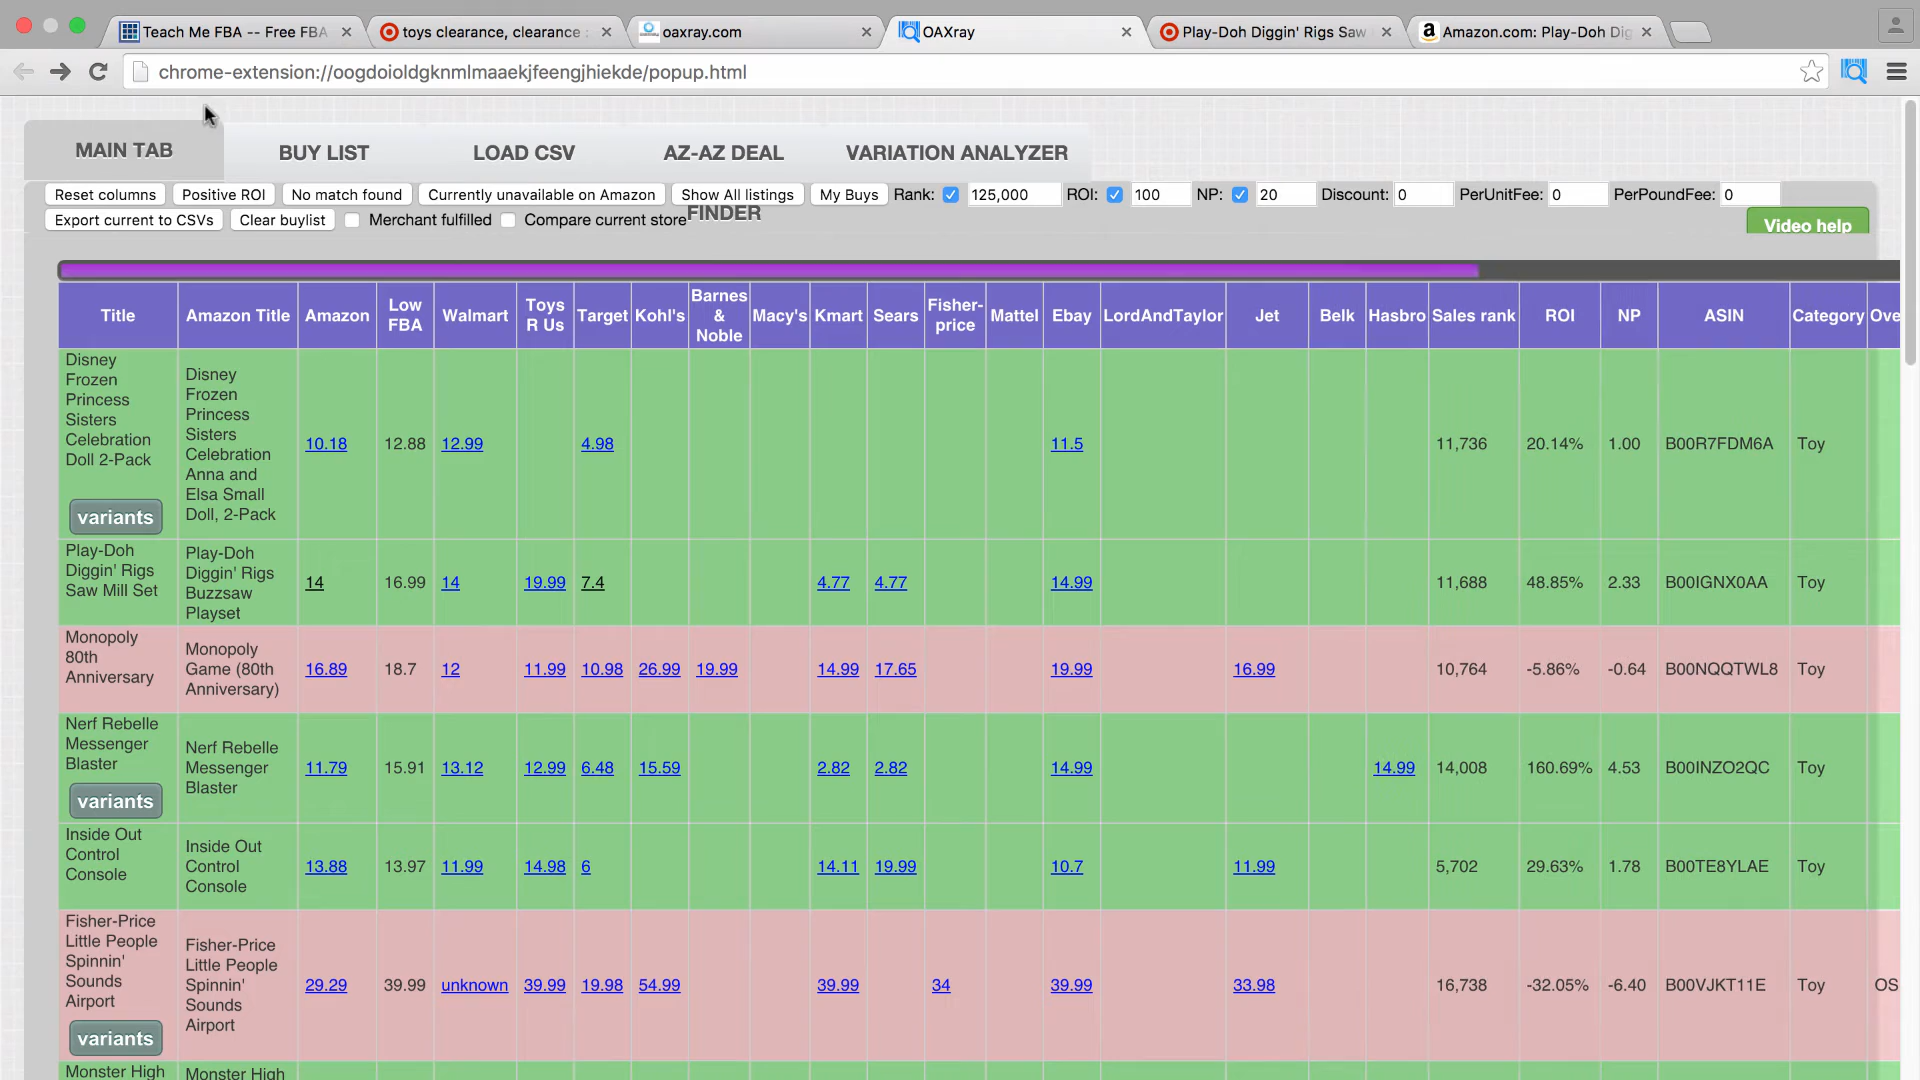 Teach Me FBA -- Free FBA
toys clearance, clearance
oaxray.com
OAXray
Play-Doh Diggin' Rigs Saw
Amazon.com: Play-Doh Dig
chrome-extension://oogdoioldgknmlmaaekjfeengjhiekde/popup.html
MAIN TAB
BUY LIST
LOAD CSV
AZ-AZ DEAL
FINDER
VARIATION ANALYZER
Reset columns
Positive ROI
No match found
Currently unavailable on Amazon
Show All listings
My Buys
Rank: 125,000
ROI: 100
NP: 20
Discount: 0
PerUnitFee: 0
PerPoundFee: 0
Export current to CSVs
Clear buylist
Merchant fulfilled
Compare current store
Video help
Title
Amazon Title
Amazon
Low
FBA
Walmart
Toys
R Us
Target
Kohl's
Barnes
&
Noble
Macy's
Kmart
Sears
Fisher-
price
Mattel
Ebay
LordAndTaylor
Jet
Belk
Hasbro
Sales rank
ROI
NP
ASIN
Category
Ove
Disney
Frozen
Princess
Sisters
Celebration
Doll 2-Pack
variants
Disney
Frozen
Princess
Sisters
Celebration
Anna and
Elsa Small
Doll, 2-Pack
10.18
12.88
12.99
4.98
11.5
11,736
20.14%
1.00
B00R7FDM6A
Toy
Play-Doh
Diggin' Rigs
Saw Mill Set
Play-Doh
Diggin' Rigs
Buzzsaw
Playset
14
16.99
14
19.99
7.4
4.77
4.77
14.99
11,688
48.85%
2.33
B00IGNX0AA
Toy
Monopoly
80th
Anniversary
Monopoly
Game (80th
Anniversary)
16.89
18.7
12
11.99
10.98
26.99
19.99
14.99
17.65
19.99
16.99
10,764
-5.86%
-0.64
B00NQQTWL8
Toy
Nerf Rebelle
Messenger
Blaster
variants
Nerf Rebelle
Messenger
Blaster
11.79
15.91
13.12
12.99
6.48
15.59
2.82
2.82
14.99
14.99
14,008
160.69%
4.53
B00INZO2QC
Toy
Inside Out
Control
Console
Inside Out
Control
Console
13.88
13.97
11.99
14.98
6
14.11
19.99
10.7
11.99
5,702
29.63%
1.78
B00TE8YLAE
Toy
Fisher-Price
Little People
Spinnin'
Sounds
Airport
variants
Fisher-Price
Little People
Spinnin'
Sounds
Airport
29.29
39.99
unknown
39.99
19.98
54.99
39.99
34
39.99
33.98
16,738
-32.05%
-6.40
B00VJKT11E
Toy
OS
Monster High
Monster High